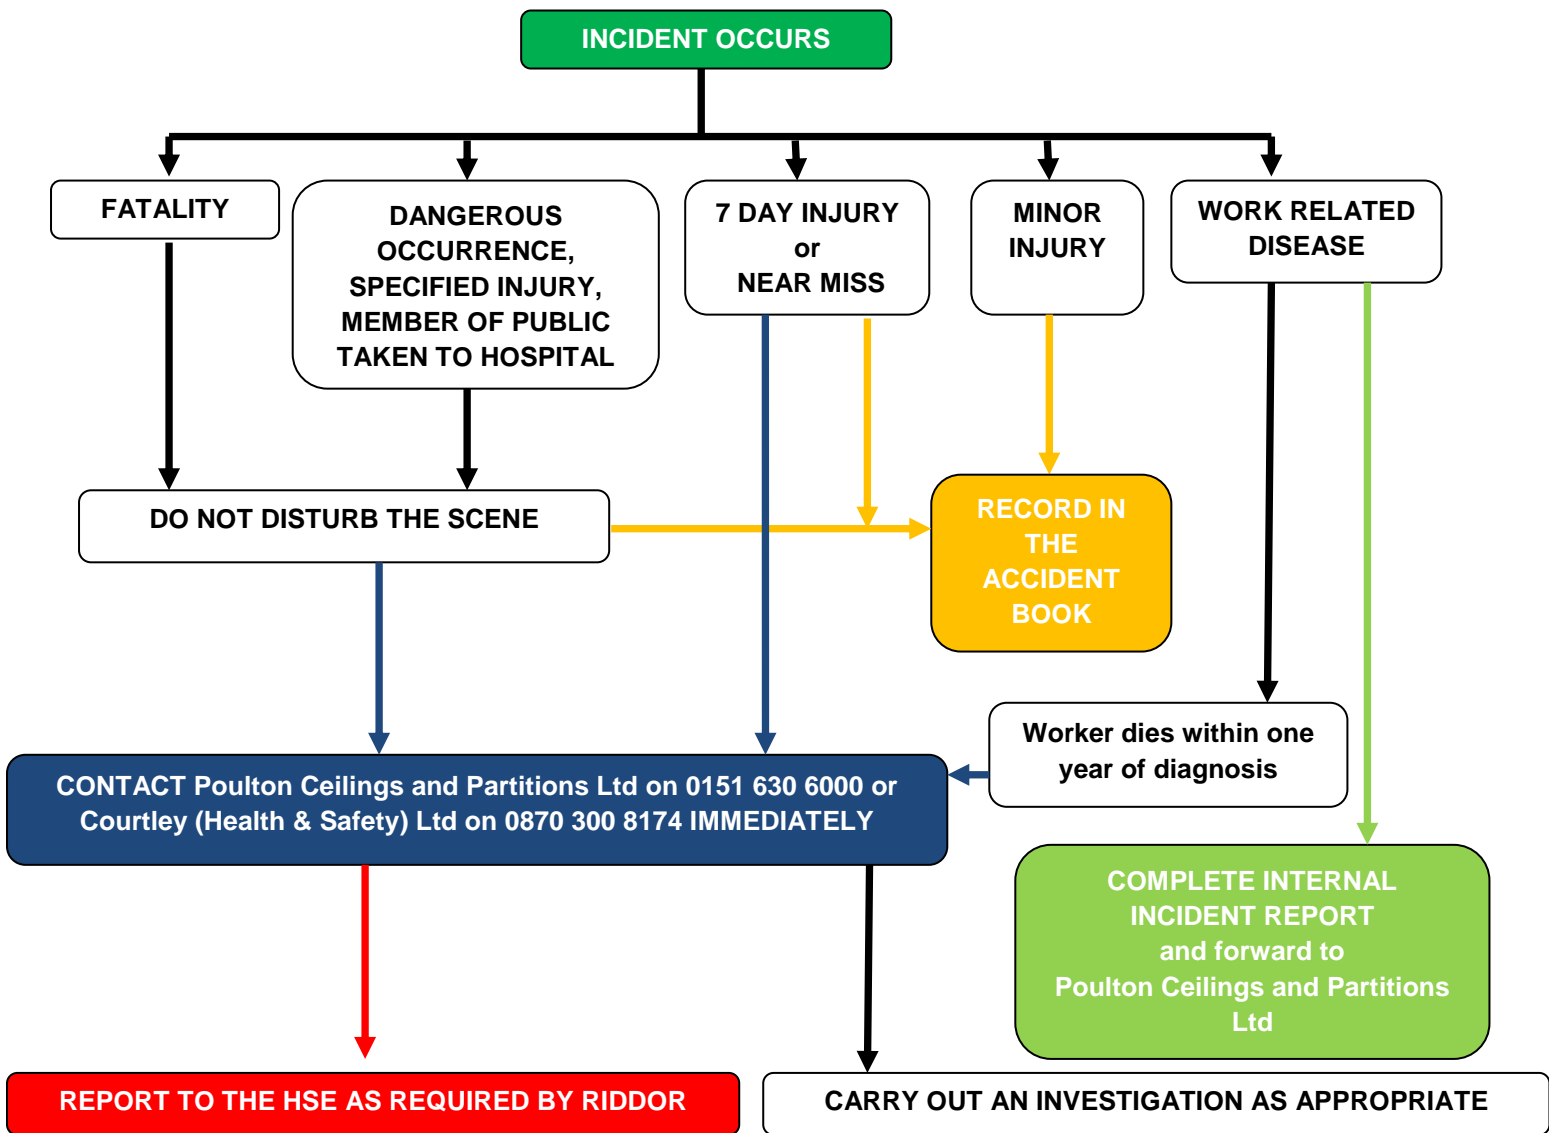 INCIDENT OCCURS
FATALITY
DANGEROUS
OCCURRENCE,
SPECIFIED INJURY,
MEMBER OF PUBLIC
TAKEN TO HOSPITAL
7 DAY INJURY
or
NEAR MISS
MINOR
INJURY
WORK RELATED
DISEASE
DO NOT DISTURB THE SCENE
RECORD IN
THE
ACCIDENT
BOOK
Worker dies within one
year of diagnosis
CONTACT Poulton Ceilings and Partitions Ltd on 0151 630 6000 or
Courtley (Health & Safety) Ltd on 0870 300 8174 IMMEDIATELY
COMPLETE INTERNAL
INCIDENT REPORT
and forward to
Poulton Ceilings and Partitions
Ltd
REPORT TO THE HSE AS REQUIRED BY RIDDOR
CARRY OUT AN INVESTIGATION AS APPROPRIATE